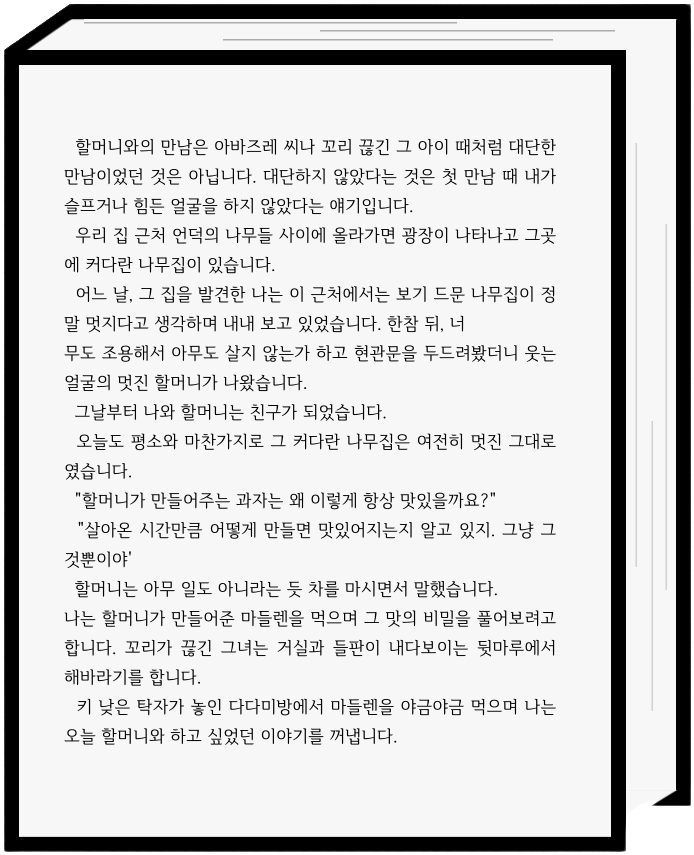 할머니와의 만남은 아바즈레 씨나 꼬리 끊긴 그 아이 때처럼 대단한
만남이었던 것은 아닙니다. 대단하지 않았다는 것은 첫 만남 때 내가
슬프거나 힘든 얼굴을 하지 않았다는 얘기입니다.
우리 집 근처 언덕의 나무들 사이에 올라가면 광장이 나타나고 그곳
에 커다란 나무집이 있습니다.
어느 날, 그 집을 발견한 나는 이 근처에서는 보기 드문 나무집이 정
말 멋지다고 생각하며 내내 보고 있었습니다. 한참 뒤, 너
무도 조용해서 아무도 살지 않는가 하고 현관문을 두드려봤더니 웃는
얼굴의 멋진 할머니가 나왔습니다.
그날부터 나와 할머니는 친구가 되었습니다.
오늘도 평소와 마찬가지로 그 커다란 나무집은 여전히 멋진 그대로
였습니다.
"할머니가 만들어주는 과자는 왜 이렇게 항상 맛있을까요?"
"살아온 시간만큼 어떻게 만들면 맛있어지는지 알고 있지. 그냥 그
것뿐이야'
할머니는 아무 일도 아니라는 듯 차를 마시면서 말했습니다.
나는 할머니가 만들어준 마들렌을 먹으며 그 맛의 비밀을 풀어보려고
합니다. 꼬리가 끊긴 그녀는 거실과 들판이 내다보이는 뒷마루에서
해바라기를 합니다.
키 낮은 탁자가 놓인 다다미방에서 마들렌을 야금야금 먹으며 나는
오늘 할머니와 하고 싶었던 이야기를 꺼냅니다.